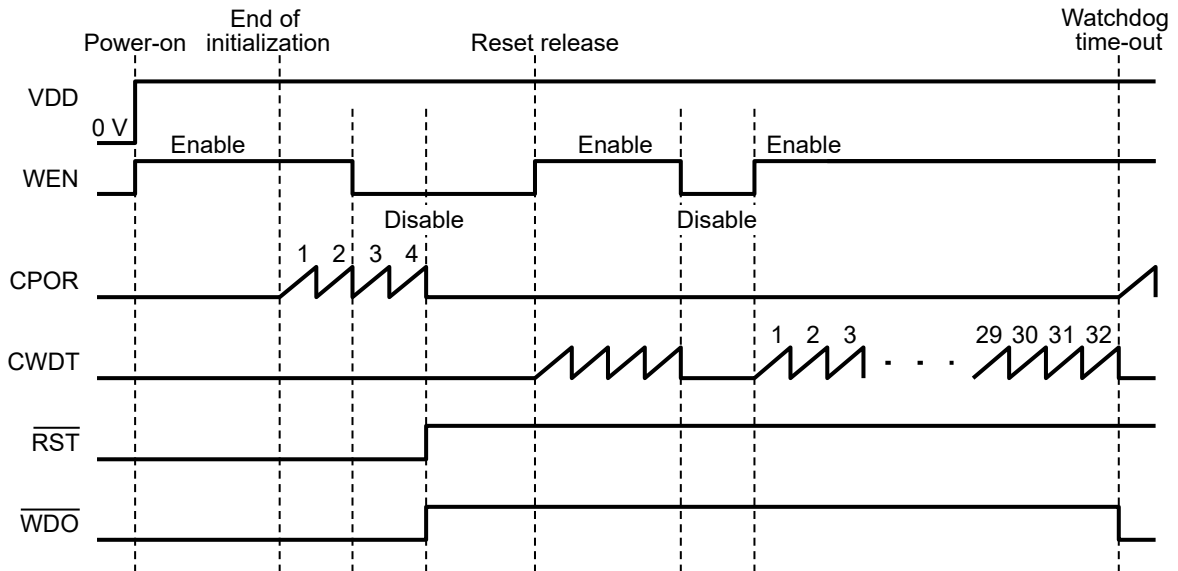 End of initialization
Power-on
Reset release
Watchdog time-out
VDD
0 V
Enable
Enable
Enable
WEN
Disable
Disable
1 2 3 4
CPOR
1 2 3 29 30 31 32
CWDT
. . .
RST
WDO